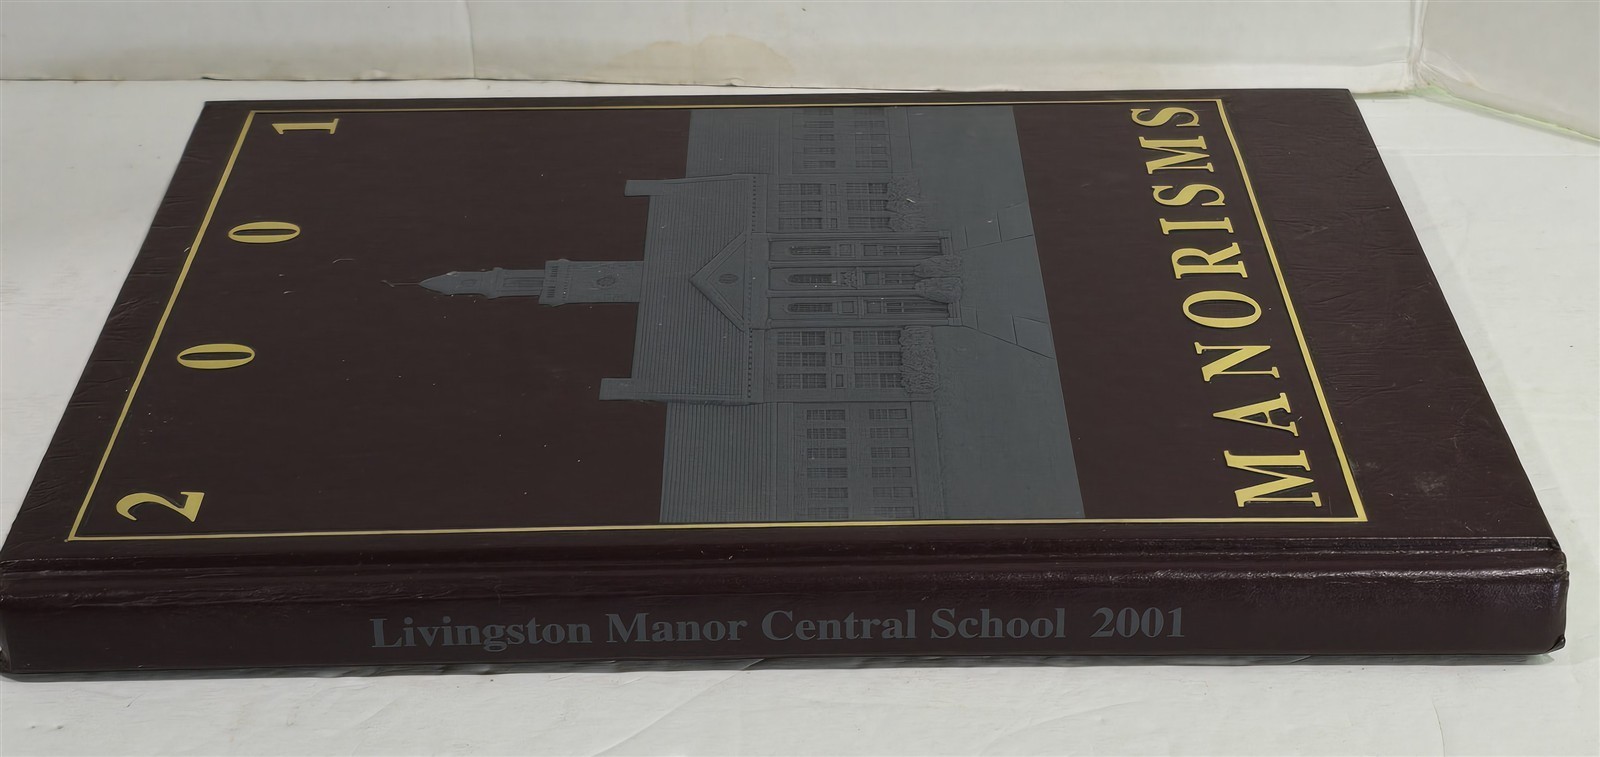 MANORISMS
2001
Livingston Manor Central School 2001